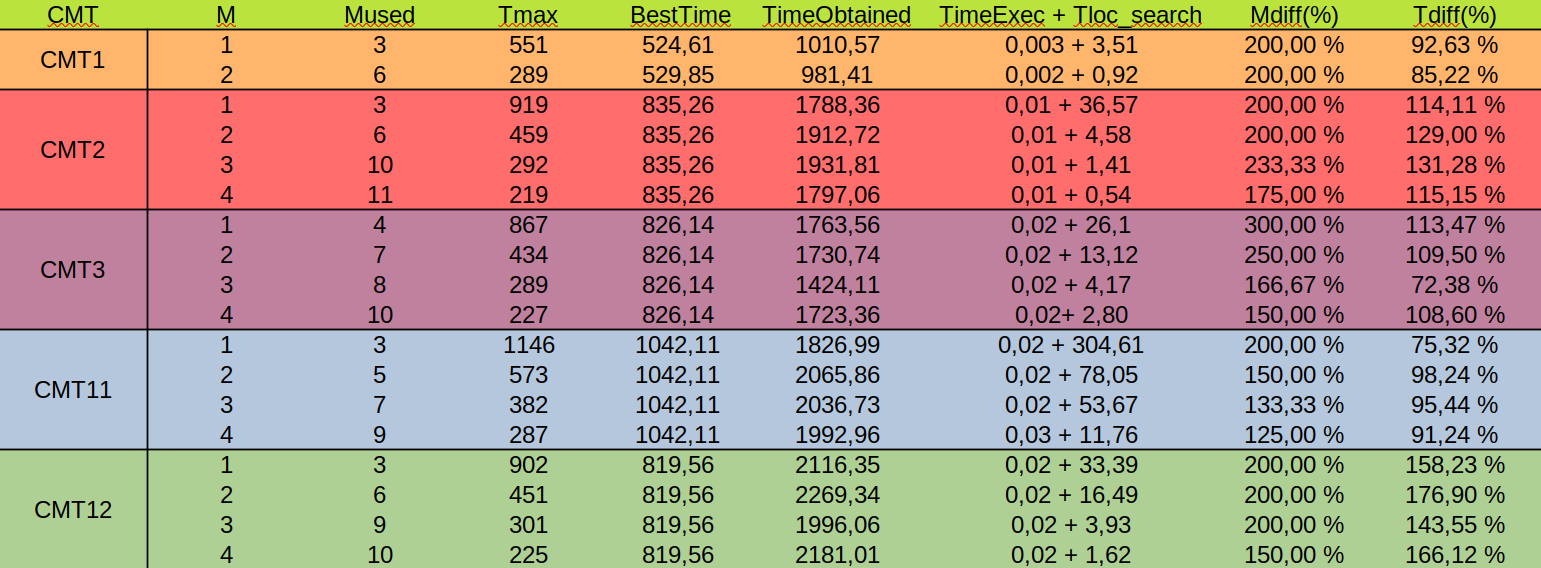 CMT M Mused Tmax BestTime TimeObtained TimeExec + Tloc_search Mdiff(%) Tdiff(%)
CMT1
1 3 551 524,61 1010,57 0,003 + 3,51 200,00 % 92,63 %
2 6 289 529,85 981,41 0,002 + 0,92 200,00 % 85,22 %
CMT2
1 3 919 835,26 1788,36 0,01 + 36,57 200,00 % 114,11 %
2 6 459 835,26 1912,72 0,01 + 4,58 200,00 % 129,00 %
3 10 292 835,26 1931,81 0,01 + 1,41 233,33 % 131,28 %
4 11 219 835,26 1797,06 0,01 + 0,54 175,00 % 115,15 %
CMT3
1 4 867 826,14 1763,56 0,02 + 26,1 300,00 % 113,47 %
2 7 434 826,14 1730,74 0,02 + 13,12 250,00 % 109,50 %
3 8 289 826,14 1424,11 0,02 + 4,17 166,67 % 72,38 %
4 10 227 826,14 1723,36 0,02+ 2,80 150,00 % 108,60 %
CMT11
1 3 1146 1042,11 1826,99 0,02 + 304,61 200,00 % 75,32 %
2 5 573 1042,11 2065,86 0,02 + 78,05 150,00 % 98,24 %
3 7 382 1042,11 2036,73 0,02 + 53,67 133,33 % 95,44 %
4 9 287 1042,11 1992,96 0,03 + 11,76 125,00 % 91,24 %
CMT12
1 3 902 819,56 2116,35 0,02 + 33,39 200,00 % 158,23 %
2 6 451 819,56 2269,34 0,02 + 16,49 200,00 % 176,90 %
3 9 301 819,56 1996,06 0,02 + 3,93 200,00 % 143,55 %
4 10 225 819,56 2181,01 0,02 + 1,62 150,00 % 166,12 %